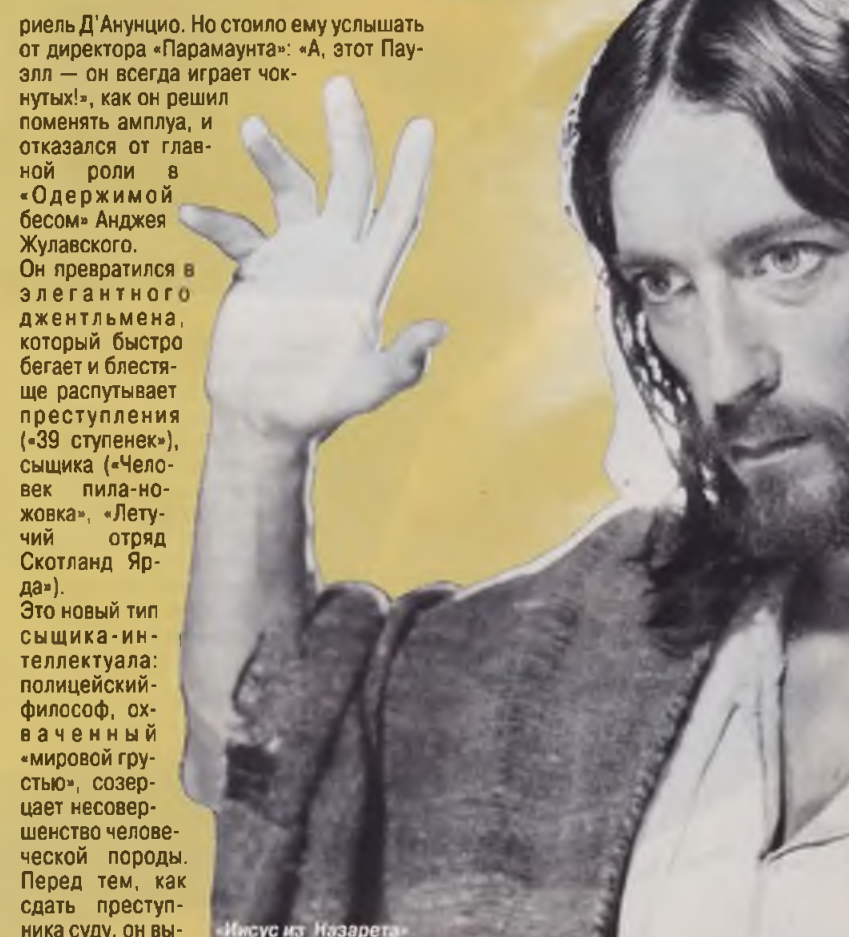 риель Д'Анунцио. Но стоило ему услышать
от директора «Парамаунта»: «А, этот Пау-
элл — он всегда играет чок-
нутых!», как он решил
поменять амплуа, и
отказался от глав-
ной роли в
«Одержимой
бесом» Анджея
Жулавского.
Он превратился в
элегантного
джентльмена,
который быстро
бегает и блестя-
ще распутывает
преступления
(«39 ступенек»),
сыщика («Чело-
век пила-но-
жовка», «Лету-
чий отряд
Скотланд Яр-
да»).
Это новый тип
сыщика-ин-
теллектуала:
полицейский-
философ, ох-
ваченный
«мировой гру-
стью», созер-
цает несовер-
шенство челове-
ческой породы.
Перед тем, как
сдать преступ-
ника суду, он вы-
«Иисус из Назарета»